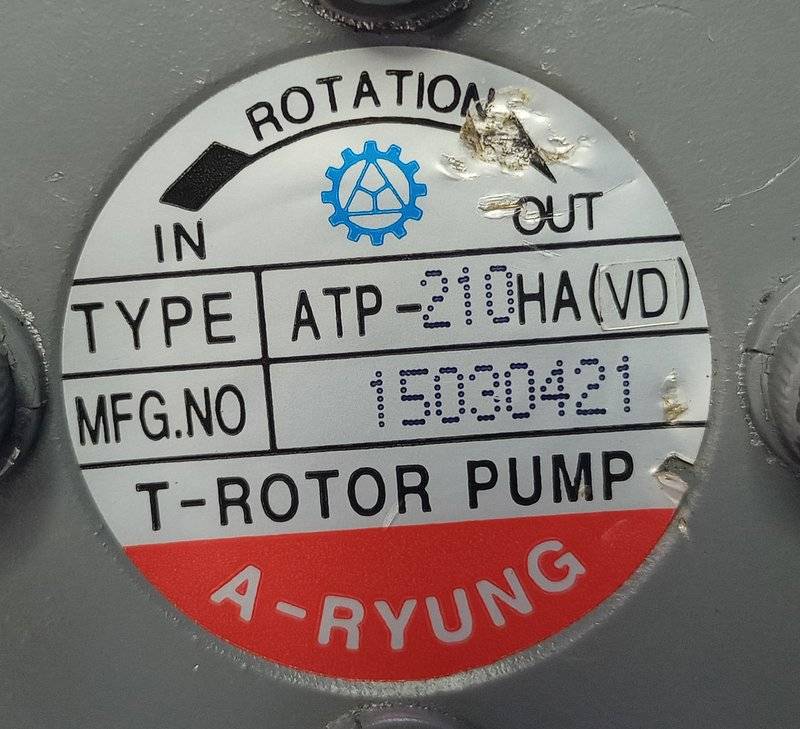 ROTATION
IN OUT
TYPE ATP-210HA(VD)
MFG.NO 15030421
T-ROTOR PUMP
A-RYUNG